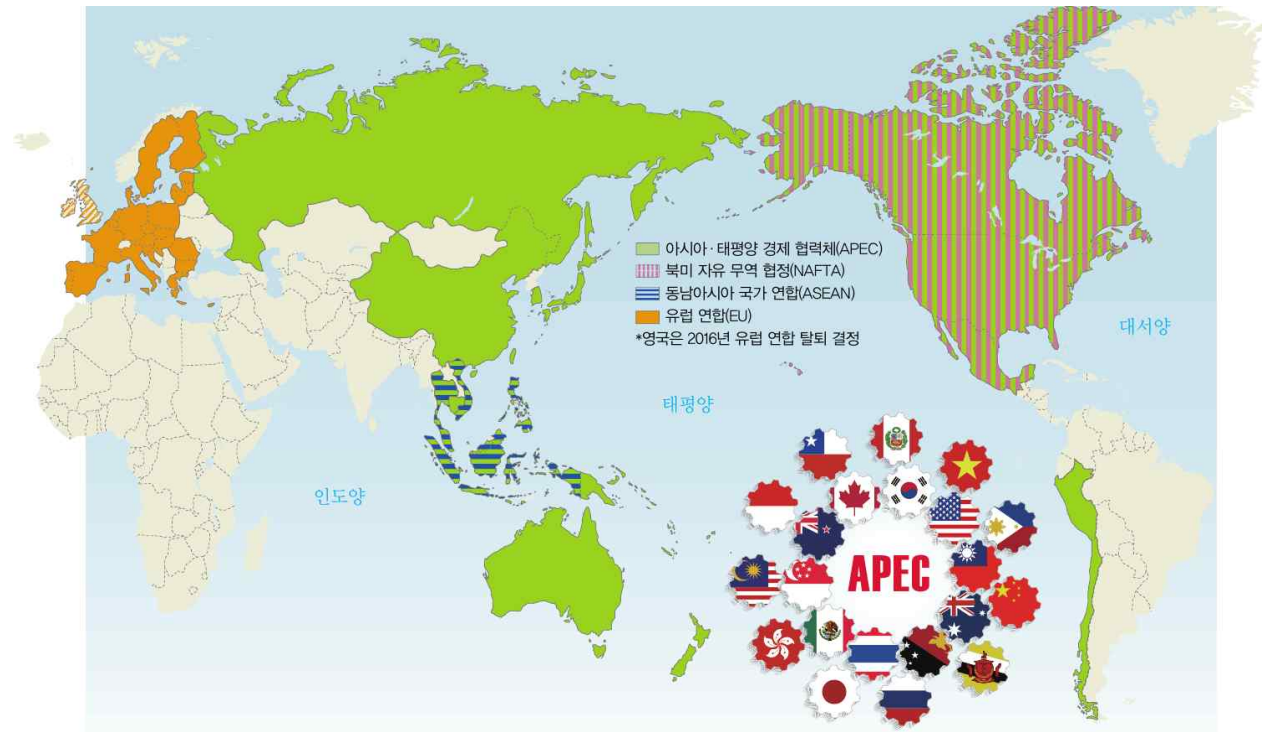 아시아·태평양 경제 협력체(APEC)
북미 자유 무역 협정(NAFTA)
동남아시아 국가 연합(ASEAN)
유럽 연합(EU)
*영국은 2016년 유럽 연합 탈퇴 결정
대서양
태평양
인도양
APEC